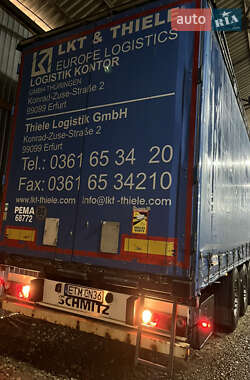 AUTO RIA
LKT & THIELE
EUROPE LOGISTICS
LOGISTIK KONTOR
GMBH THÜRINGEN
Konrad-Zuse-Straße 2
99099 Erfurt
Thiele Logistik GmbH
Konrad-Zuse-Straße 2
99099 Erfurt
Tel.: 0361 65 34 20
Fax: 0361 65 34210
www.lkt-thiele.com info@lkt-thiele.com
PEMA
68772
SCHMITZ